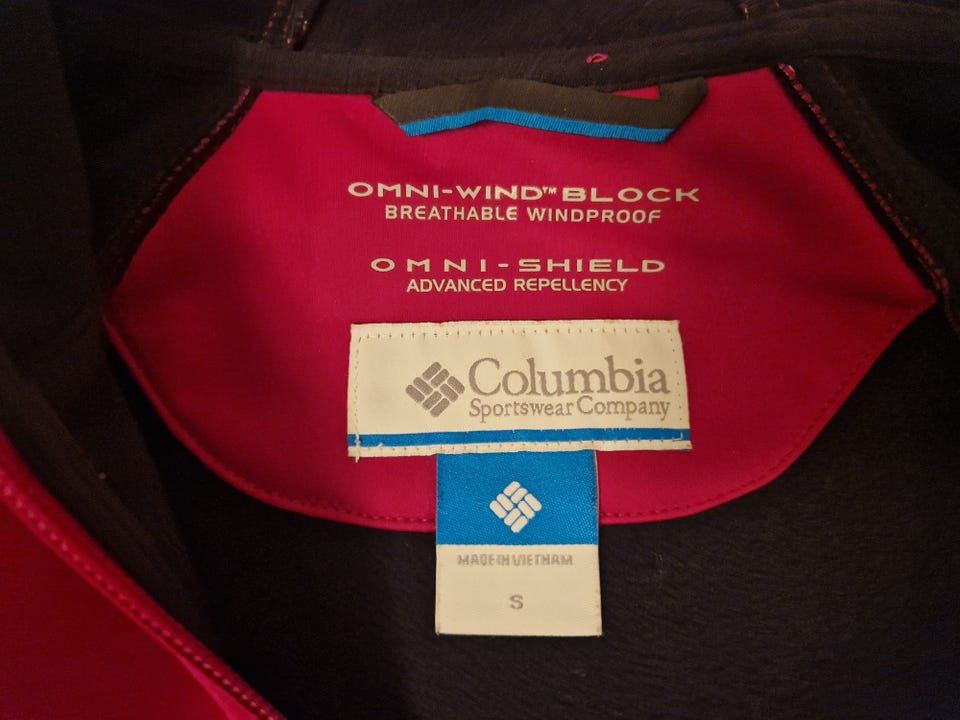 OMNI-WIND™ BLOCK
BREATHABLE WINDPROOF
OMNI-SHIELD
ADVANCED REPELLENCY
Columbia
Sportswear Company
MADE IN VIETNAM
S